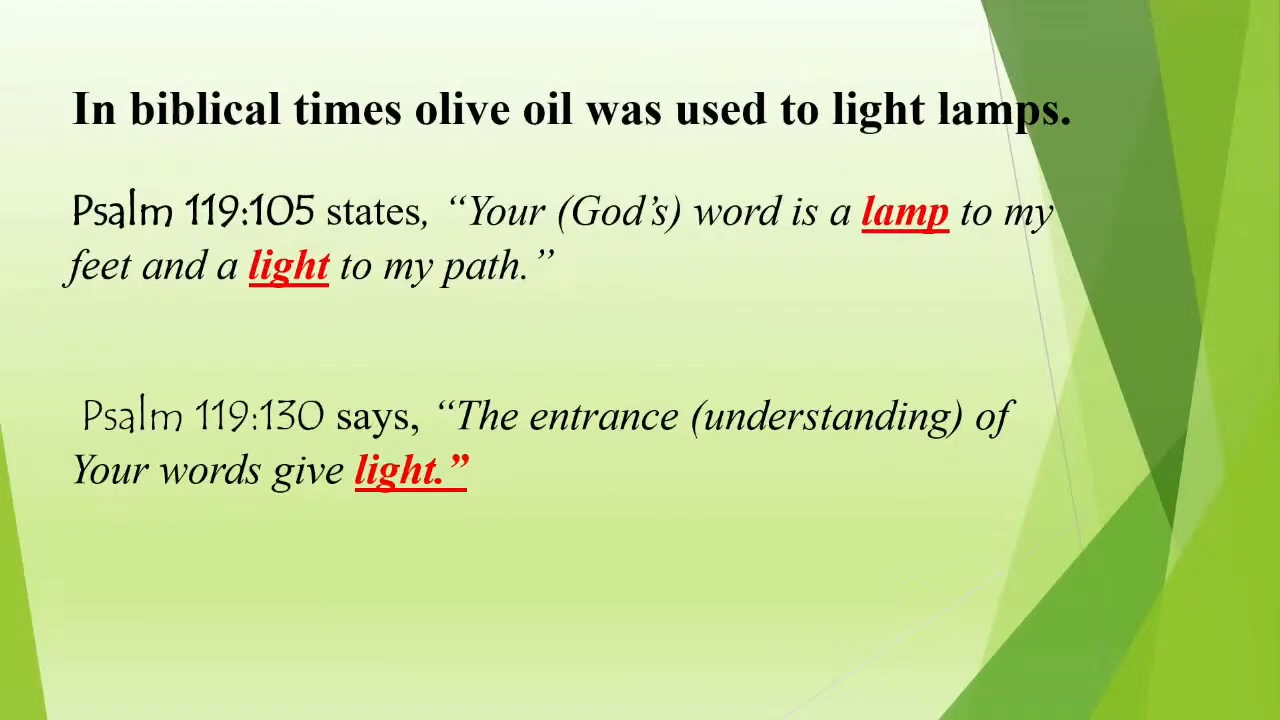 In biblical times olive oil was used to light lamps.
Psalm 119:105 states, “Your (God’s) word is a lamp to my
feet and a light to my path.”
Psalm 119:130 says, “The entrance (understanding) of
Your words give light.”